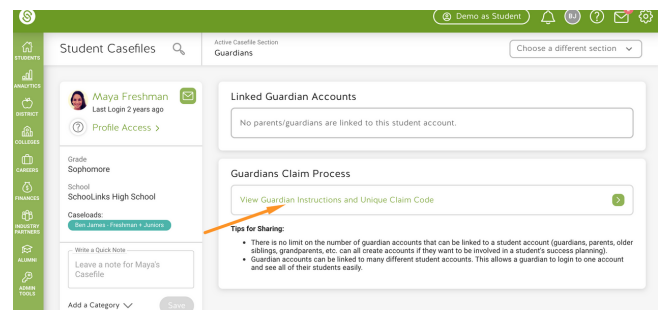 Demo as Student
BJ
?
STUDENTS
ANALYTICS
DISTRICT
COLLEGES
CAREERS
FINANCES
INDUSTRY
PARTNERS
ALUMNI
ADMIN
TOOLS
Student Casefiles
Active Casefile Section
Guardians
Choose a different section
Maya Freshman
Last Login 2 years ago
? Profile Access >
Grade
Sophomore
School
SchooLinks High School
Caseloads:
Ben James - Freshman + Juniors
Write a Quick Note
Leave a note for Maya's
Casefile
Add a Category
Save
Linked Guardian Accounts
No parents/guardians are linked to this student account.
Guardians Claim Process
View Guardian Instructions and Unique Claim Code
Tips for Sharing:
• There is no limit on the number of guardian accounts that can be linked to a student account (guardians, parents, older
siblings, grandparents, etc. can all create accounts if they want to be involved in a student's success planning).
• Guardian accounts can be linked to many different student accounts. This allows a guardian to login to one account
and see all of their students easily.